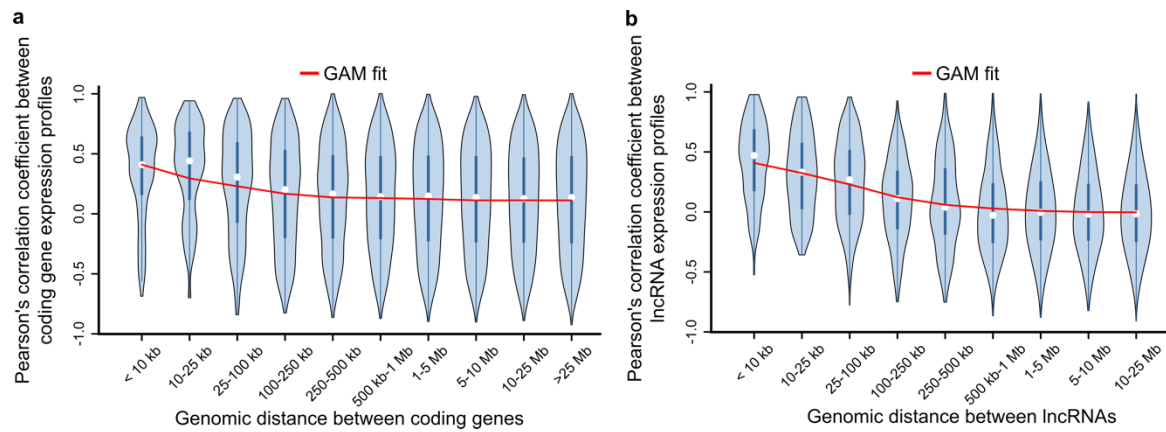 a
Pearson's correlation coefficient between
coding gene expression profiles
GAM fit
1.0
0.5
0.0
-0.5
-1.0
< 10 kb
10-25 kb
25-100 kb
100-250 kb
250-500 kb
500 kb-1 Mb
1-5 Mb
5-10 Mb
10-25 Mb
>25 Mb
Genomic distance between coding genes
b
Pearson's correlation coefficient between
lncRNA expression profiles
GAM fit
1.0
0.5
0.0
-0.5
-1.0
< 10 kb
10-25 kb
25-100 kb
100-250 kb
250-500 kb
500 kb-1 Mb
1-5 Mb
5-10 Mb
10-25 Mb
Genomic distance between lncRNAs